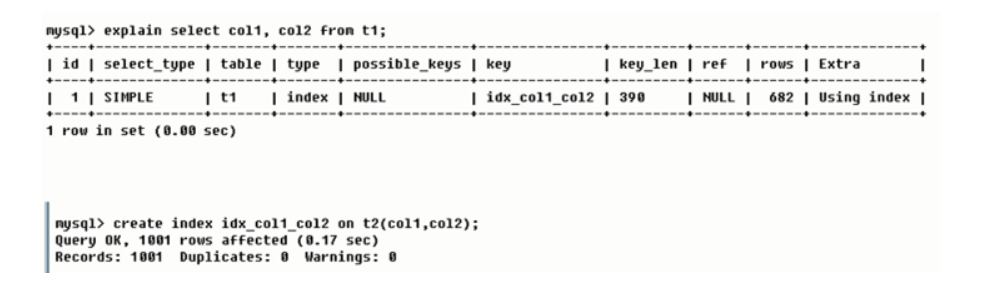 mysql> explain select col1, col2 from t1;
+----+-------------+-------+-------+---------------+---------------+---------+------+------+-------------+
| id | select_type | table | type | possible_keys | key | key_len | ref | rows | Extra |
+----+-------------+-------+-------+---------------+---------------+---------+------+------+-------------+
| 1 | SIMPLE | t1 | index | NULL | idx_col1_col2 | 390 | NULL | 682 | Using index |
+----+-------------+-------+-------+---------------+---------------+---------+------+------+-------------+
1 row in set (0.00 sec)
mysql> create index idx_col1_col2 on t2(col1,col2);
Query OK, 1001 rows affected (0.17 sec)
Records: 1001 Duplicates: 0 Warnings: 0